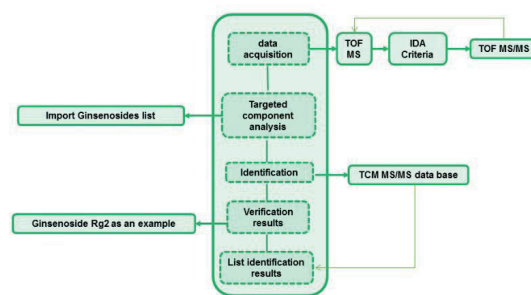 data
acquisition
TOF
MS
IDA
Criteria
TOF MS/MS
Import Ginsenosides list
Targeted
component
analysis
Identification
TCM MS/MS data base
Ginsenoside Rg2 as an example
Verification
results
List identification
results